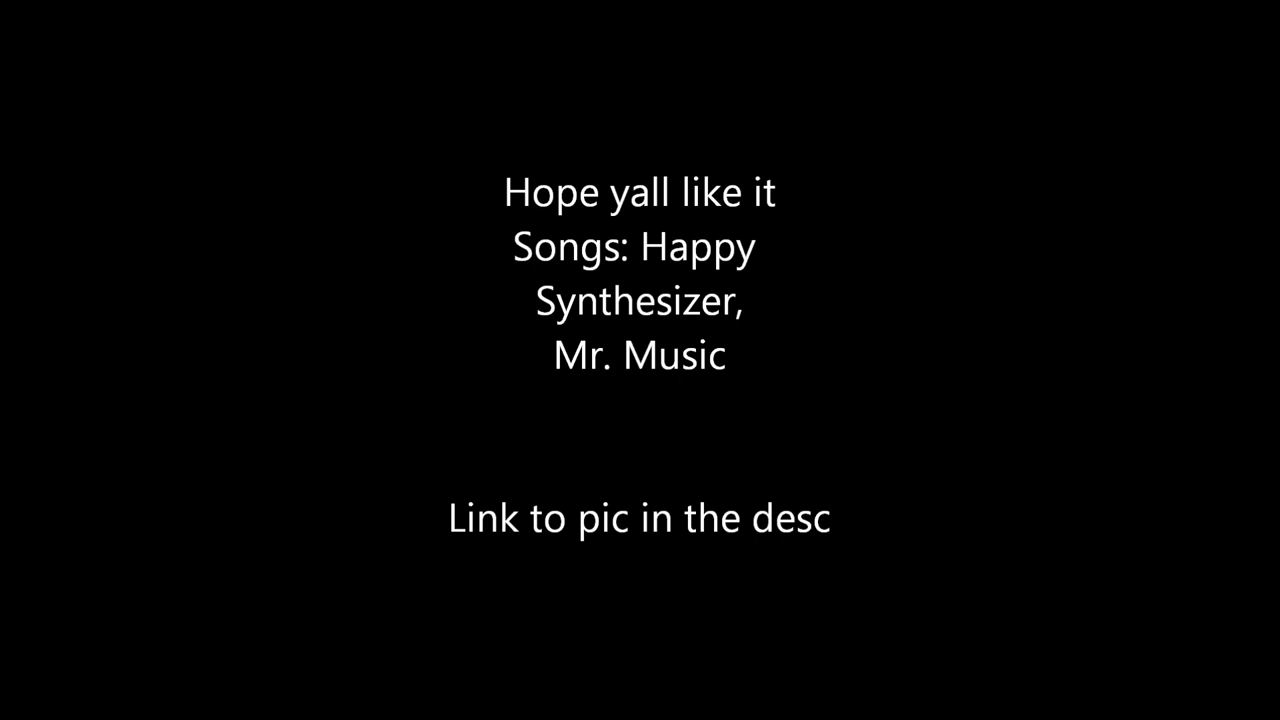 Hope yall like it
Songs: Happy
Synthesizer,
Mr. Music
Link to pic in the desc